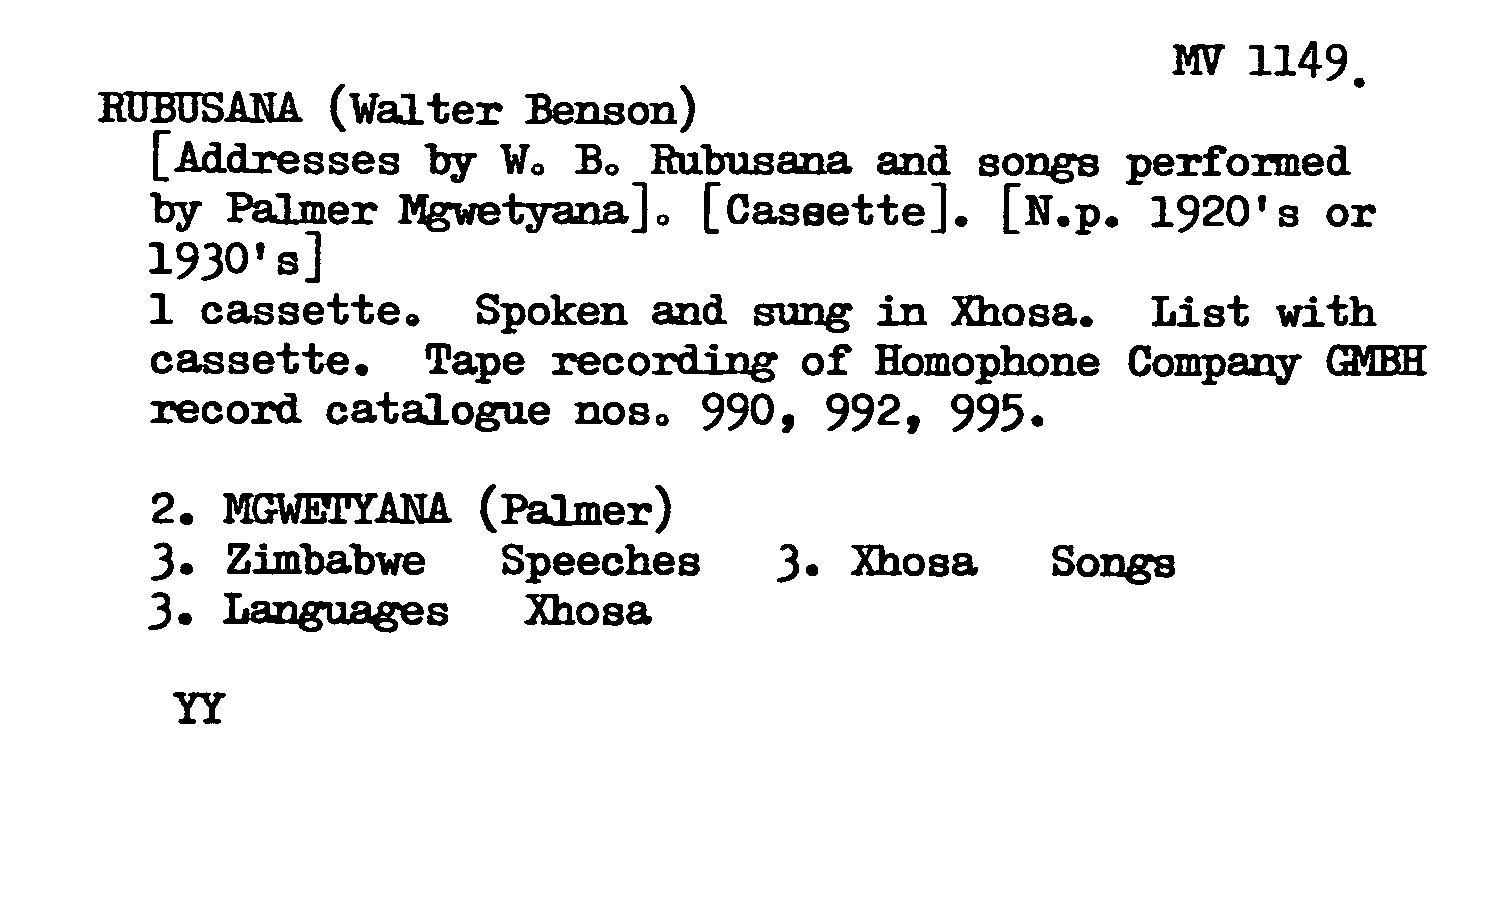 MV 1149.
RUBUSANA (Walter Benson)
[Addresses by W. B. Rubusana and songs performed
by Palmer Mgwetyana]. [Cassette]. [N.p. 1920's or
1930's]
1 cassette. Spoken and sung in Xhosa. List with
cassette. Tape recording of Homophone Company GMBH
record catalogue nos. 990, 992, 995.
2. MGWETYANA (Palmer)
3. Zimbabwe Speeches 3. Xhosa Songs
3. Languages Xhosa
YY